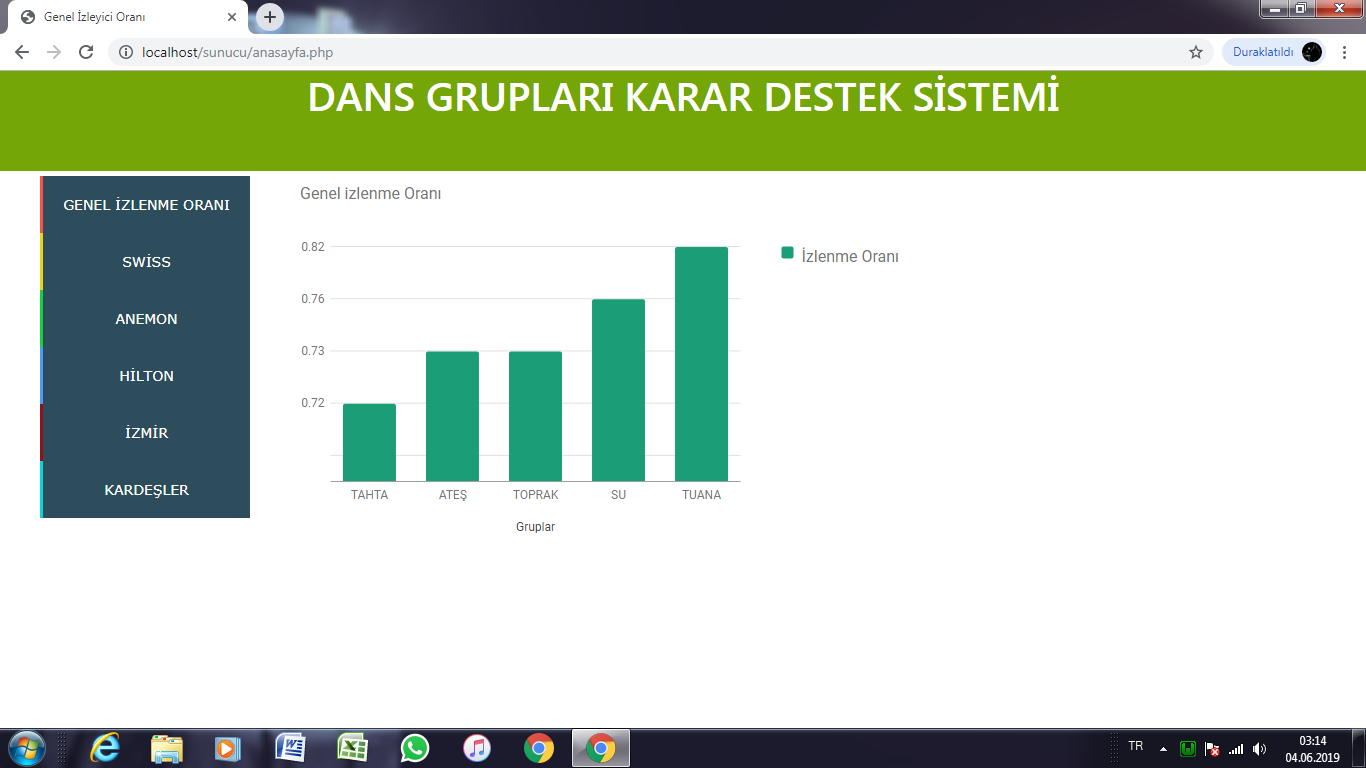 Genel İzleyici Oranı
localhost/sunucu/anasayfa.php
Duraklatıldı
DANS GRUPLARI KARAR DESTEK SİSTEMİ
GENEL İZLENME ORANI
SWİSS
ANEMON
HİLTON
İZMİR
KARDEŞLER
Genel izlenme Oranı
0.82
0.76
0.73
0.72
İzlenme Oranı
TAHTA ATEŞ TOPRAK SU TUANA
Gruplar
TR
03:14
04.06.2019